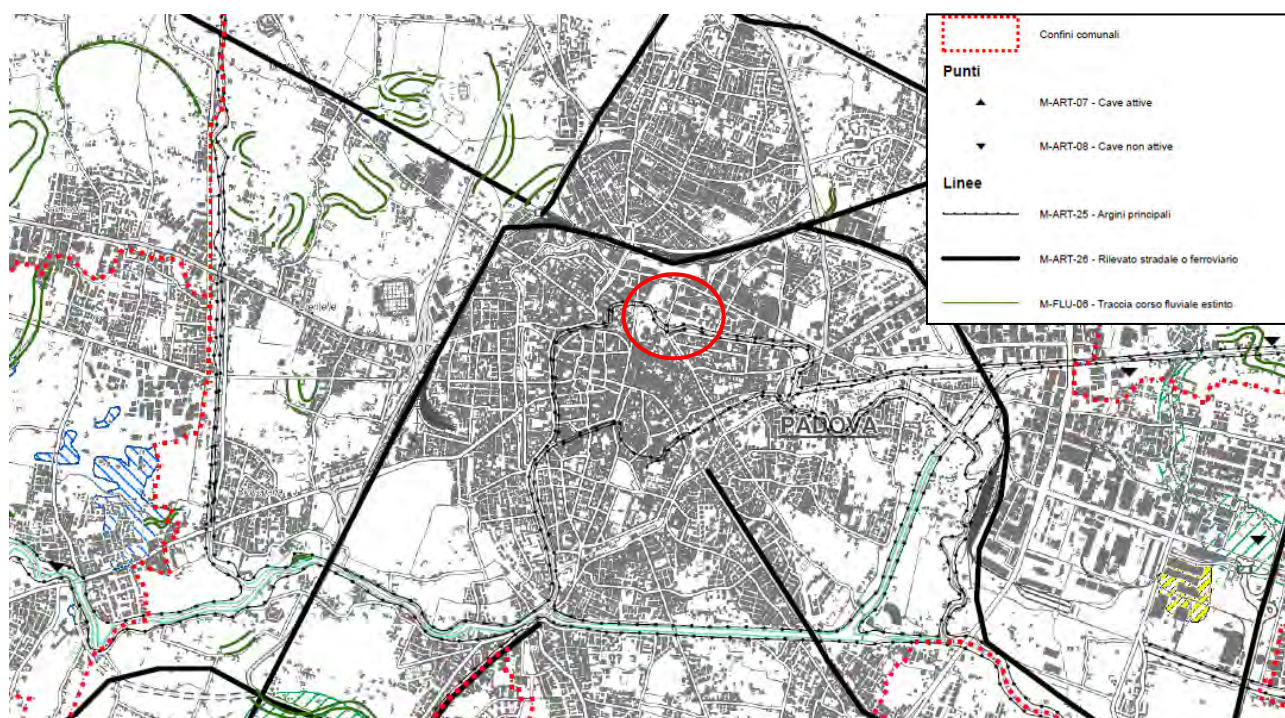 Confini comunali
Punti
M-ART-07 - Cave attive
M-ART-08 - Cave non attive
Linee
M-ART-25 - Argini principali
M-ART-26 - Rilevato stradale o ferroviario
M-FLU-06 - Traccia corso fluviale estinto
PADOVA